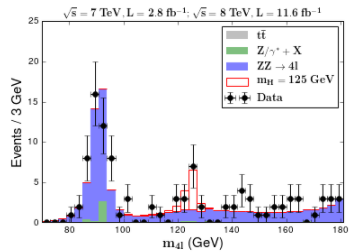 √s = 7 TeV, L = 2.8 fb⁻¹; √s = 8 TeV, L = 11.6 fb⁻¹
25
20
15
10
5
0
Events / 3 GeV
tt̄
Z/γ* + X
ZZ → 4l
m_H = 125 GeV
Data
80 100 120 140 160 180
m_4l (GeV)